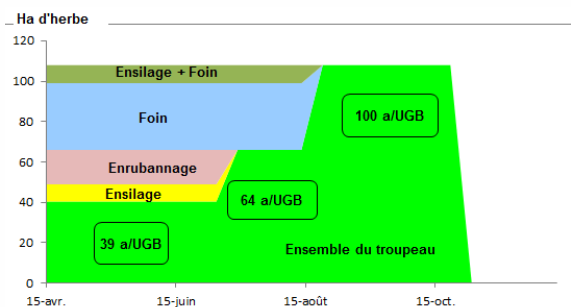 Ha d'herbe
120
100
80
60
40
20
0
Ensilage + Foin
Foin
100 a/UGB
Enrubannage
Ensilage
64 a/UGB
39 a/UGB
Ensemble du troupeau
15-avr.
15-juin
15-août
15-oct.